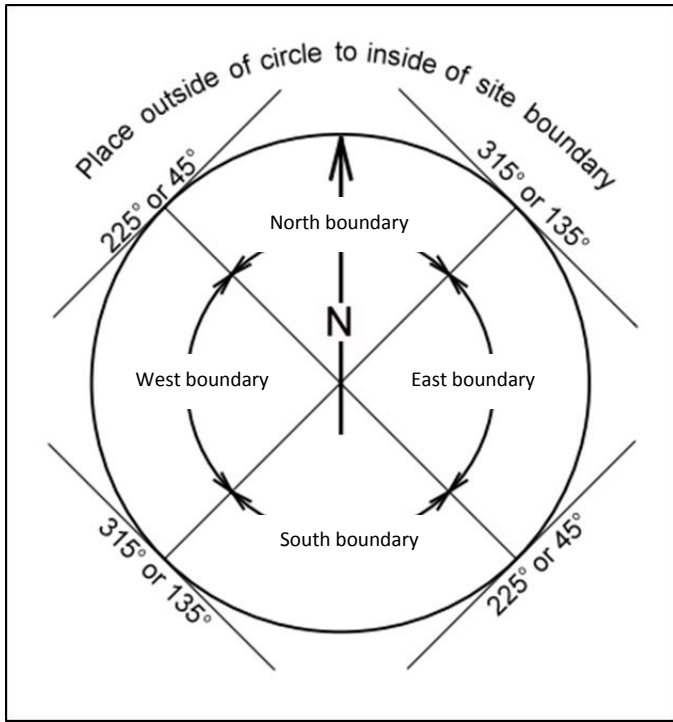 Place outside of circle to inside of site boundary
225° or 45°
315° or 135°
North boundary
N
West boundary
East boundary
South boundary
315° or 135°
225° or 45°